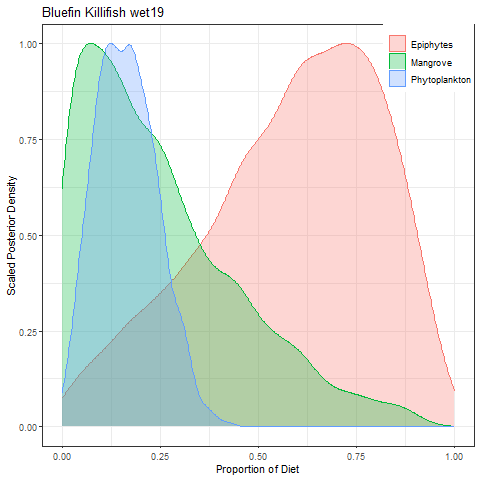 Bluefin Killifish wet19
Epiphytes
Mangrove
Phytoplankton
Scaled Posterior Density
1.00
0.75
0.50
0.25
0.00
0.00 0.25 0.50 0.75 1.00
Proportion of Diet